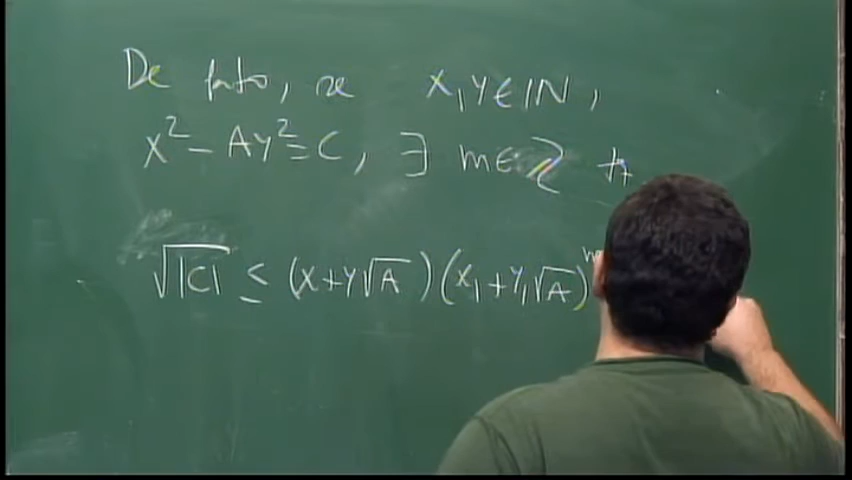 De fato, se X, Y ∈ IN,
X² - AY² = C, ∃ m ∈ Z t
√|C| ≤ (X + Y√A)(X₁ + Y₁√A)ᵐ